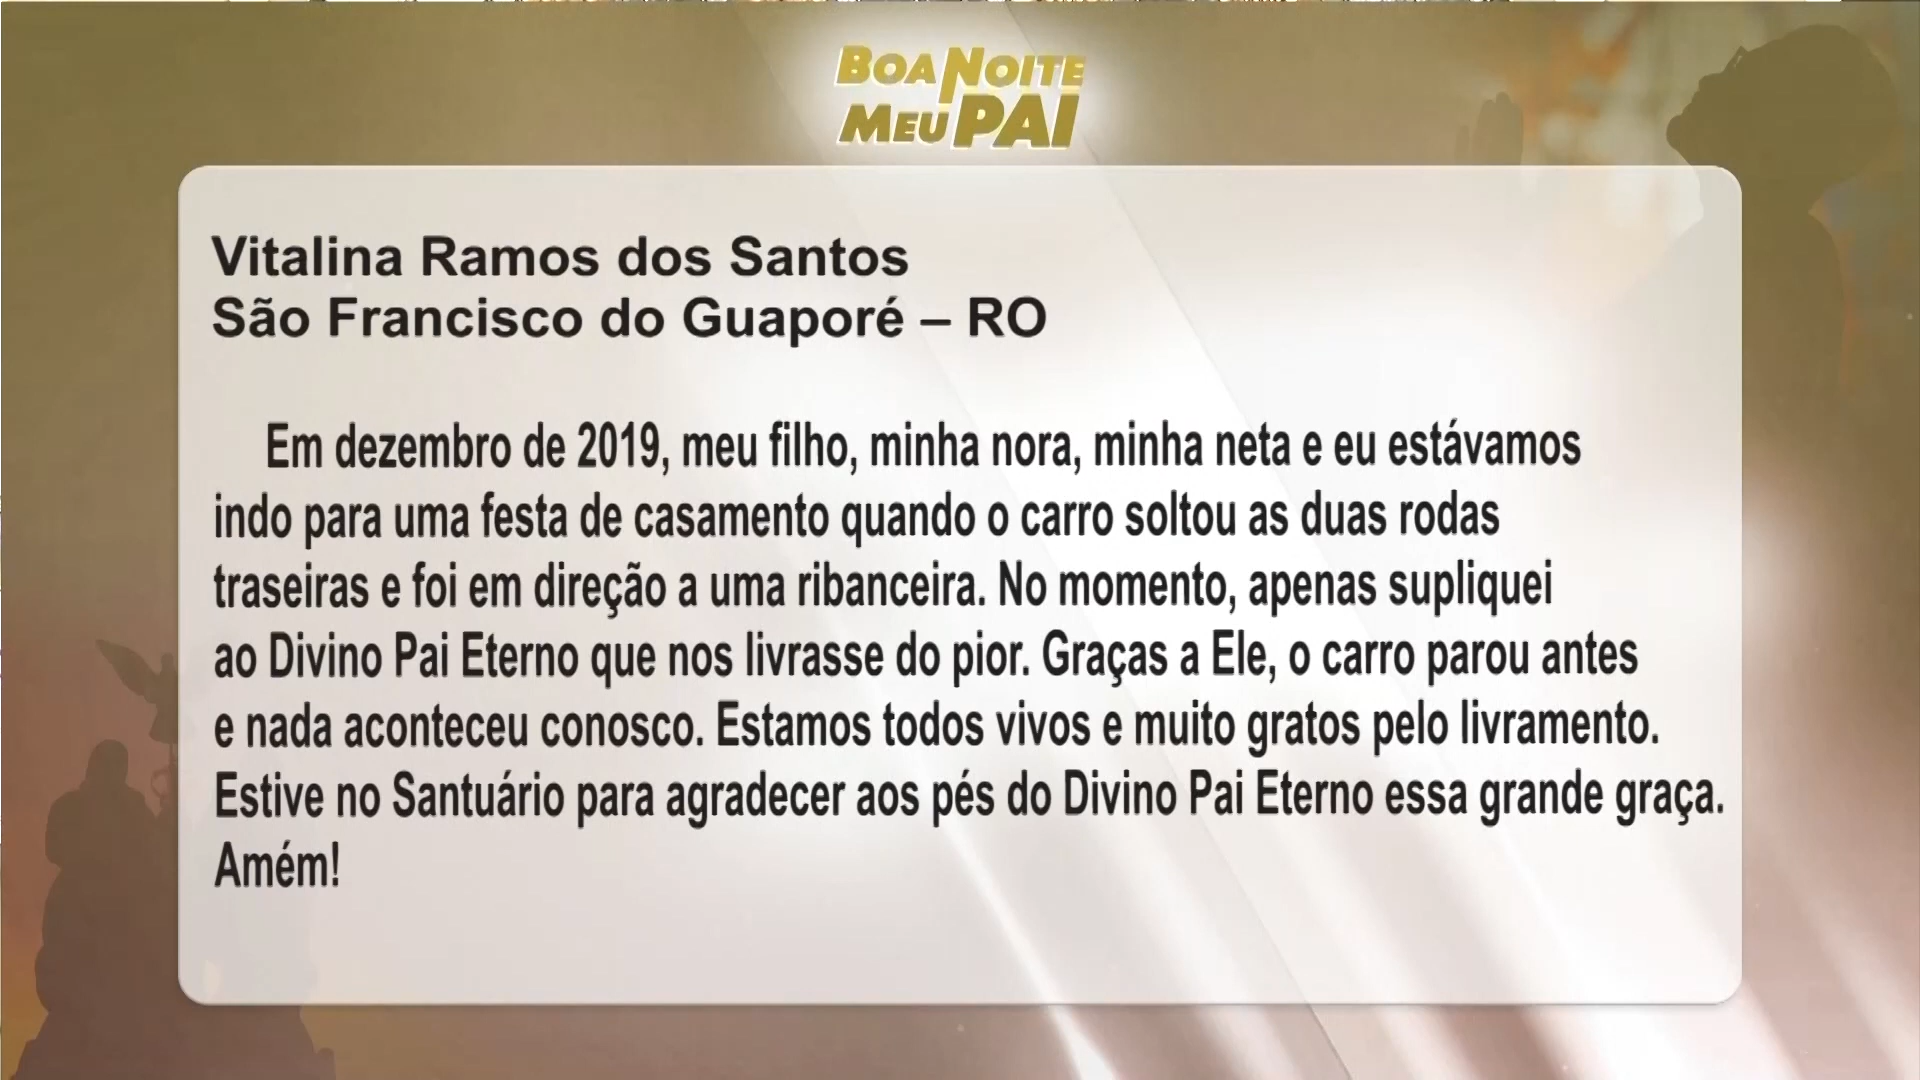 BOA NOITE
MEU PAI
Vitalina Ramos dos Santos
São Francisco do Guaporé – RO
Em dezembro de 2019, meu filho, minha nora, minha neta e eu estávamos
indo para uma festa de casamento quando o carro soltou as duas rodas
traseiras e foi em direção a uma ribanceira. No momento, apenas supliquei
ao Divino Pai Eterno que nos livrasse do pior. Graças a Ele, o carro parou antes
e nada aconteceu conosco. Estamos todos vivos e muito gratos pelo livramento.
Estive no Santuário para agradecer aos pés do Divino Pai Eterno essa grande graça.
Amém!